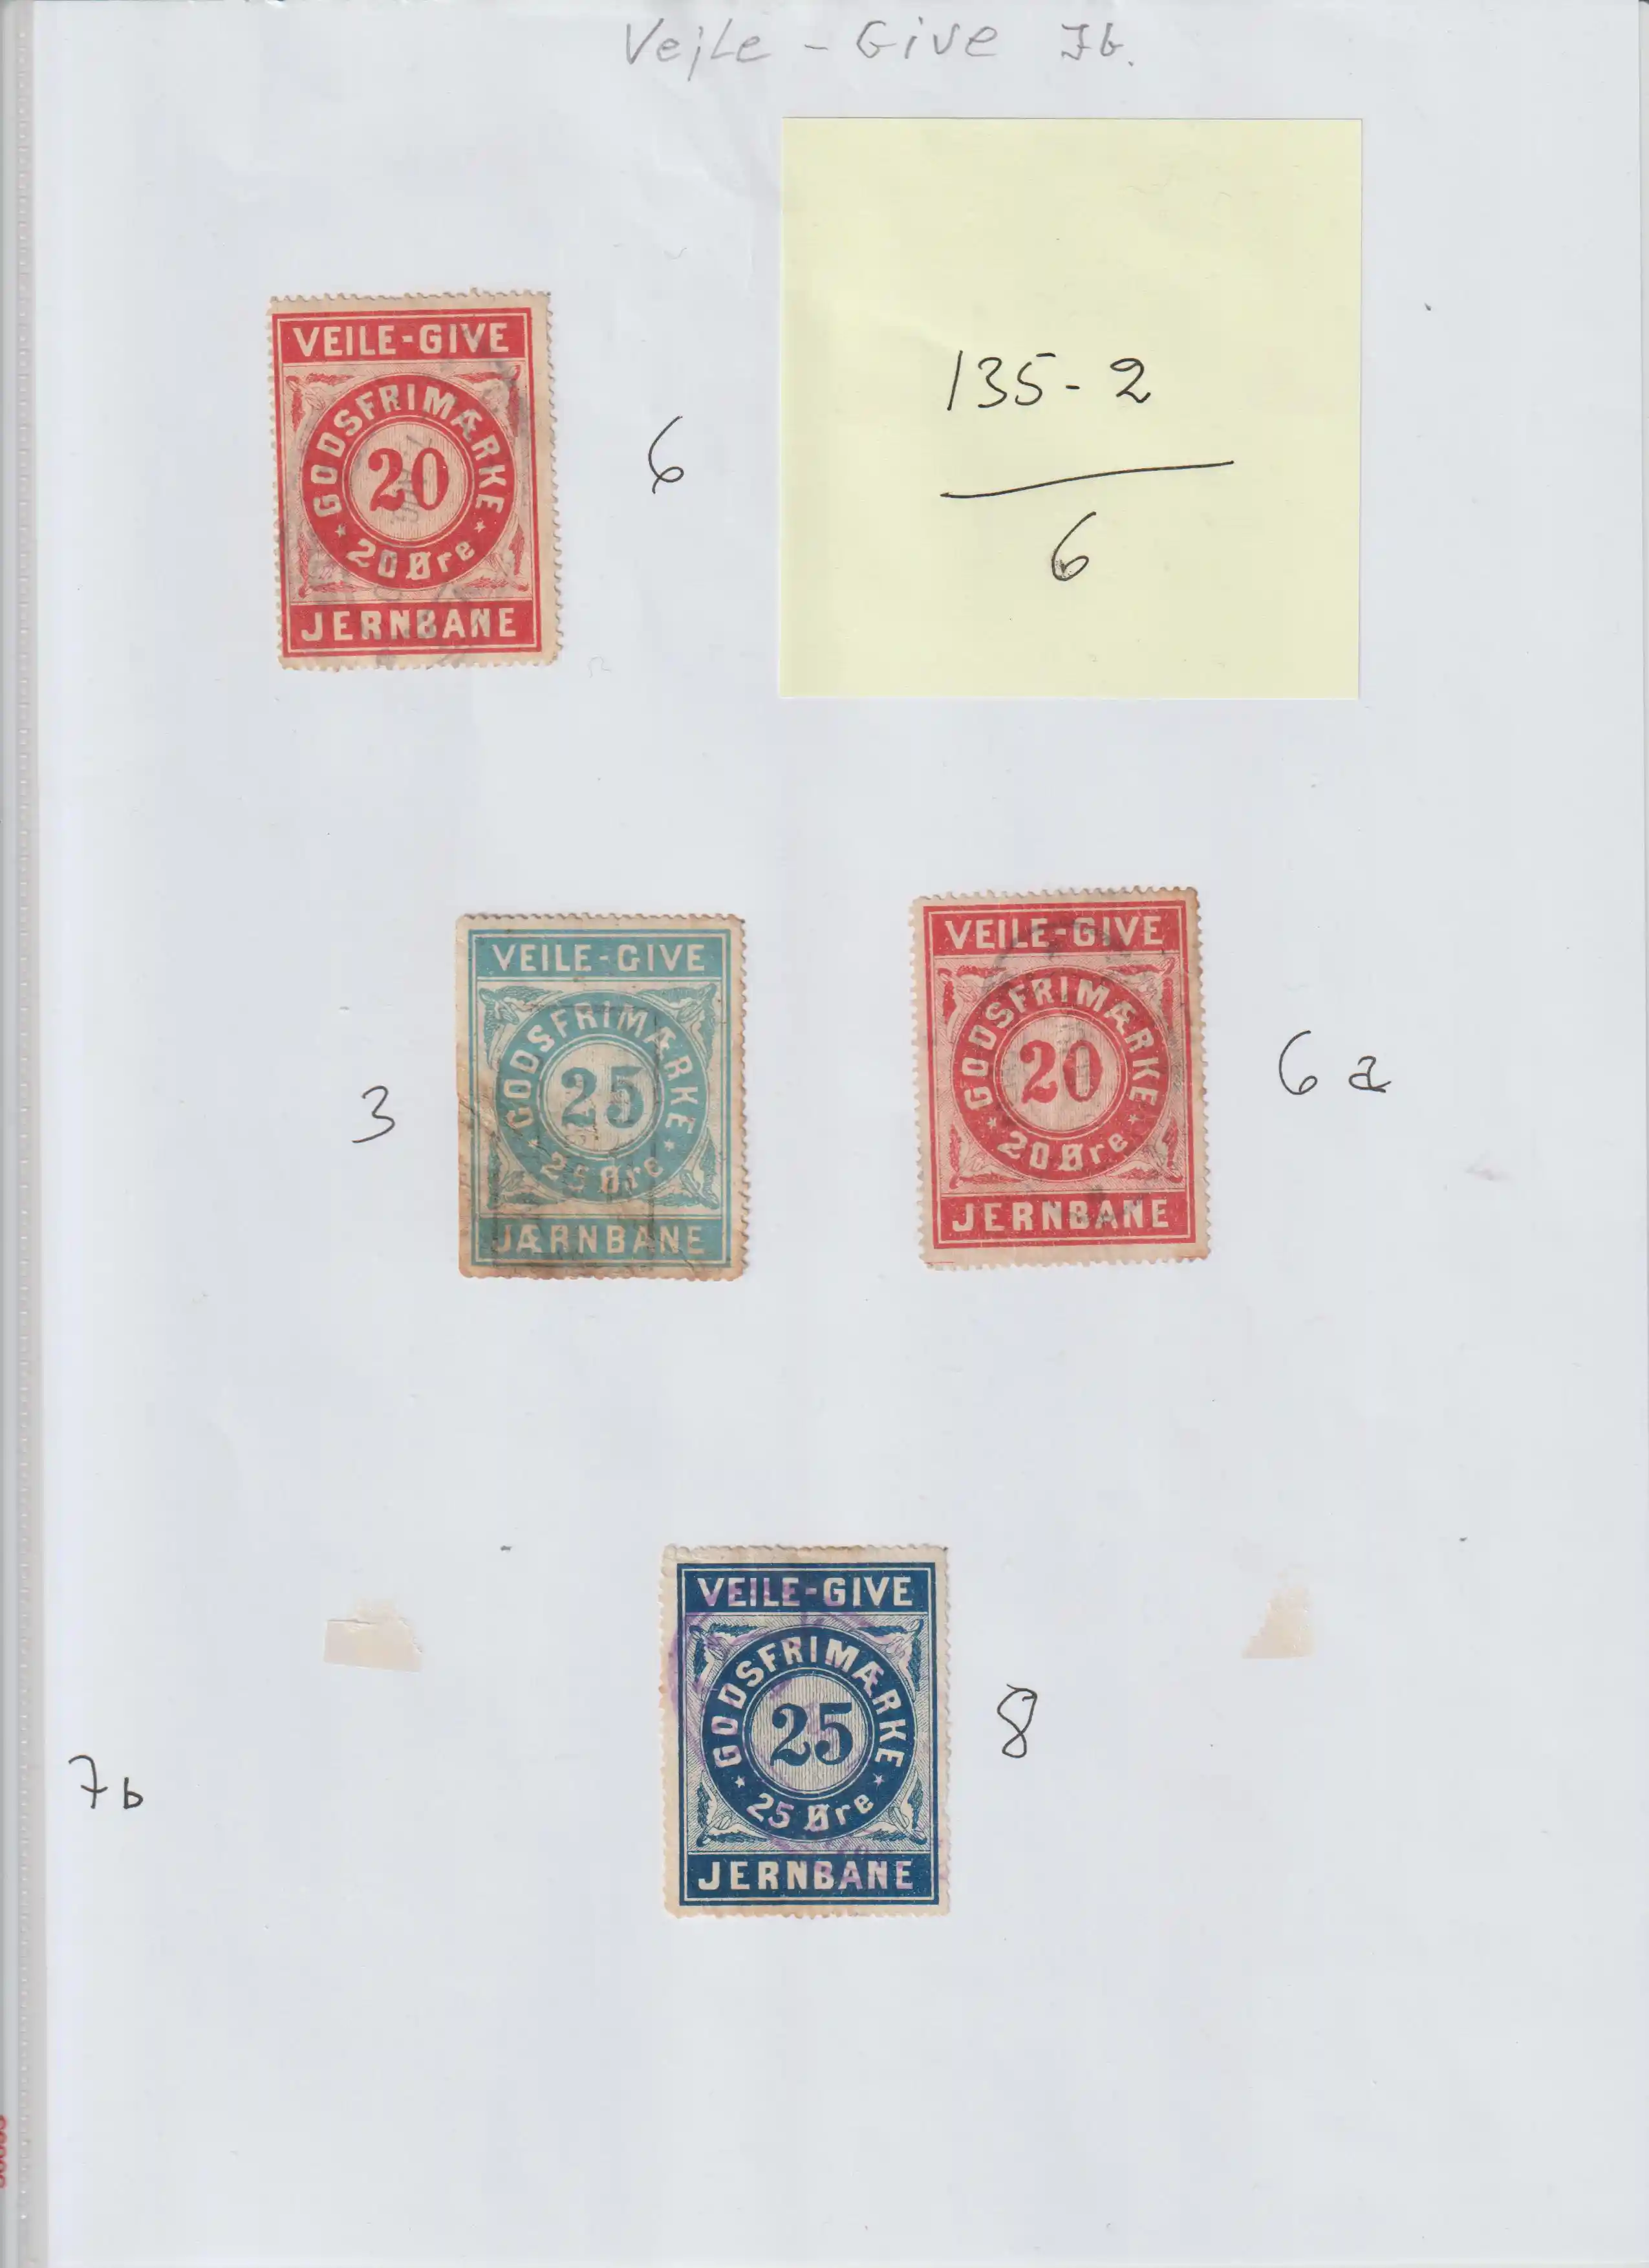 Vejle - Give Jb.
VEILE-GIVE
GODSFRIMÆRKE
20
20 Øre
JERNBANE
6
135-2
6
3
VEILE-GIVE
GODSFRIMÆRKE
25
25 Øre
JÆRNBANE
VEILE-GIVE
GODSFRIMÆRKE
20
20 Øre
JERNBANE
6 a
7b
VEILE-GIVE
GODSFRIMÆRKE
25
25 Øre
JERNBANE
8